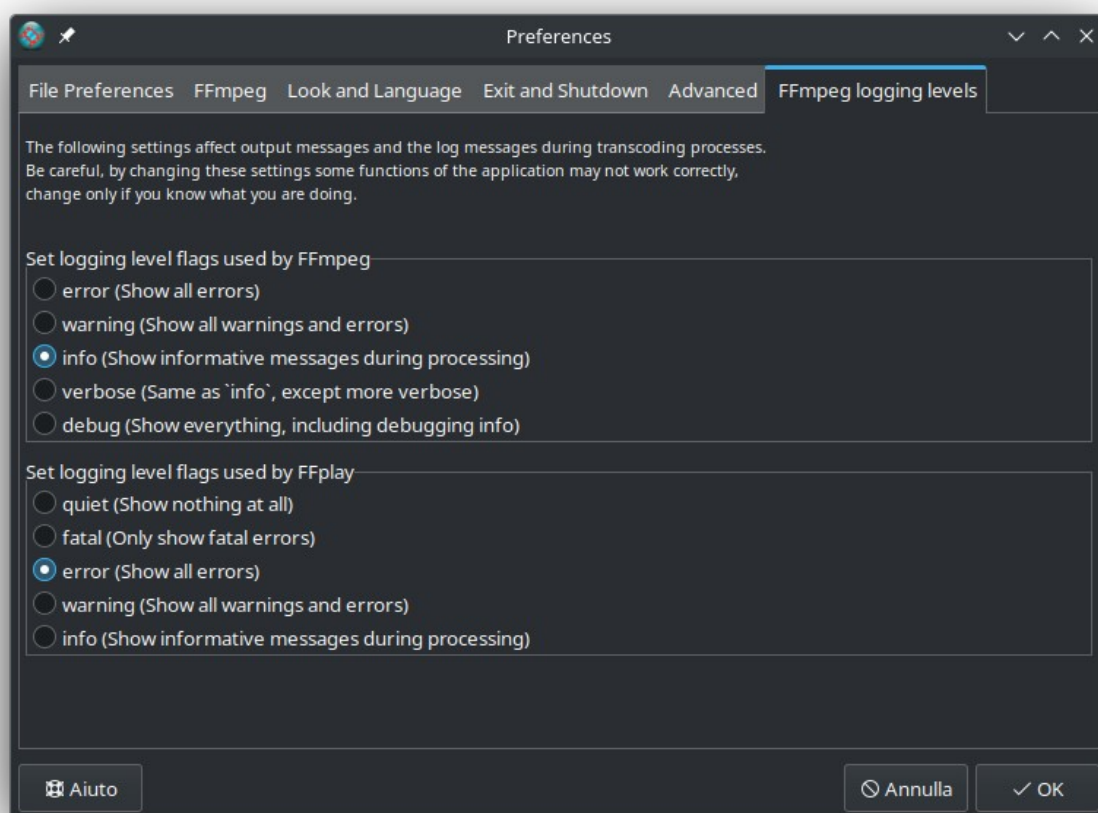 Preferences
File Preferences FFmpeg Look and Language Exit and Shutdown Advanced FFmpeg logging levels
The following settings affect output messages and the log messages during transcoding processes.
Be careful, by changing these settings some functions of the application may not work correctly,
change only if you know what you are doing.
Set logging level flags used by FFmpeg
error (Show all errors)
warning (Show all warnings and errors)
info (Show informative messages during processing)
verbose (Same as `info`, except more verbose)
debug (Show everything, including debugging info)
Set logging level flags used by FFplay
quiet (Show nothing at all)
fatal (Only show fatal errors)
error (Show all errors)
warning (Show all warnings and errors)
info (Show informative messages during processing)
Aiuto Annulla OK